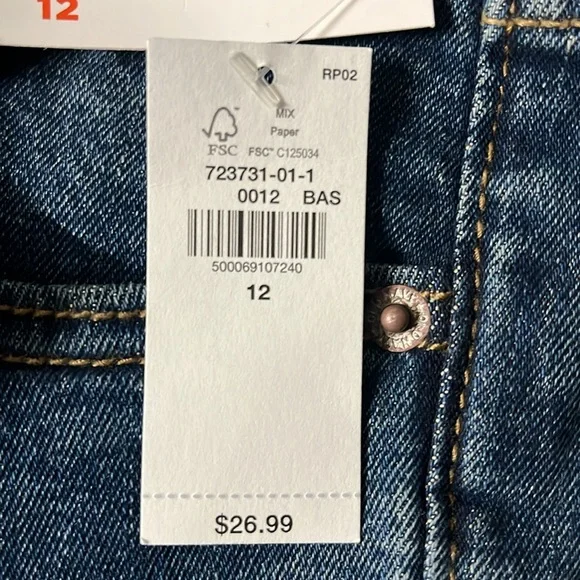 12
RP02
MIX
Paper
FSC FSC™ C125034
723731-01-1
0012 BAS
500069107240
12
$26.99